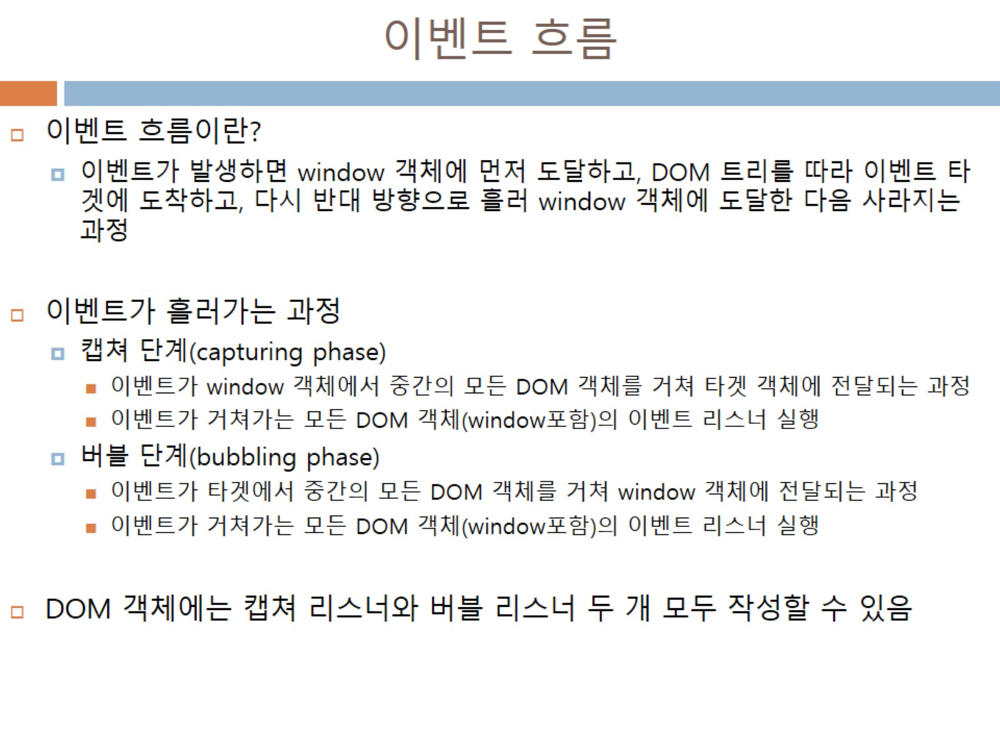 이벤트 흐름
이벤트 흐름이란?
이벤트가 발생하면 window 객체에 먼저 도달하고, DOM 트리를 따라 이벤트 타
겟에 도착하고, 다시 반대 방향으로 흘러 window 객체에 도달한 다음 사라지는
과정
이벤트가 흘러가는 과정
캡쳐 단계(capturing phase)
이벤트가 window 객체에서 중간의 모든 DOM 객체를 거쳐 타겟 객체에 전달되는 과정
이벤트가 거쳐가는 모든 DOM 객체(window포함)의 이벤트 리스너 실행
버블 단계(bubbling phase)
이벤트가 타겟에서 중간의 모든 DOM 객체를 거쳐 window 객체에 전달되는 과정
이벤트가 거쳐가는 모든 DOM 객체(window포함)의 이벤트 리스너 실행
DOM 객체에는 캡쳐 리스너와 버블 리스너 두 개 모두 작성할 수 있음